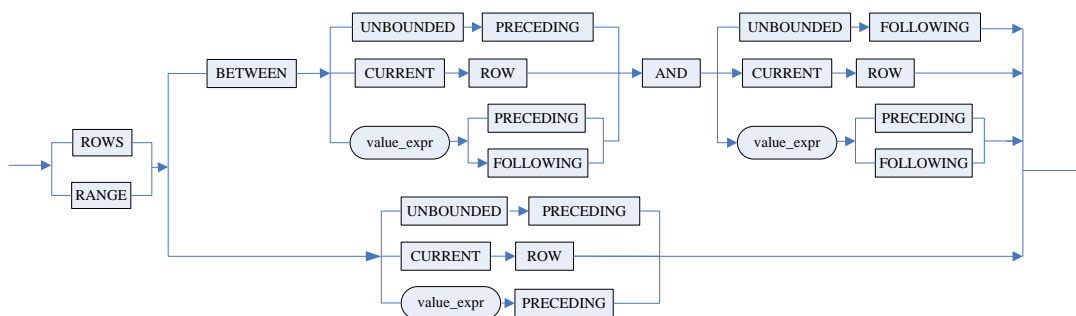 UNBOUNDED PRECEDING UNBOUNDED FOLLOWING
BETWEEN CURRENT ROW AND CURRENT ROW
PRECEDING PRECEDING
ROWS value_expr value_expr
FOLLOWING FOLLOWING
RANGE
UNBOUNDED PRECEDING
CURRENT ROW
value_expr PRECEDING